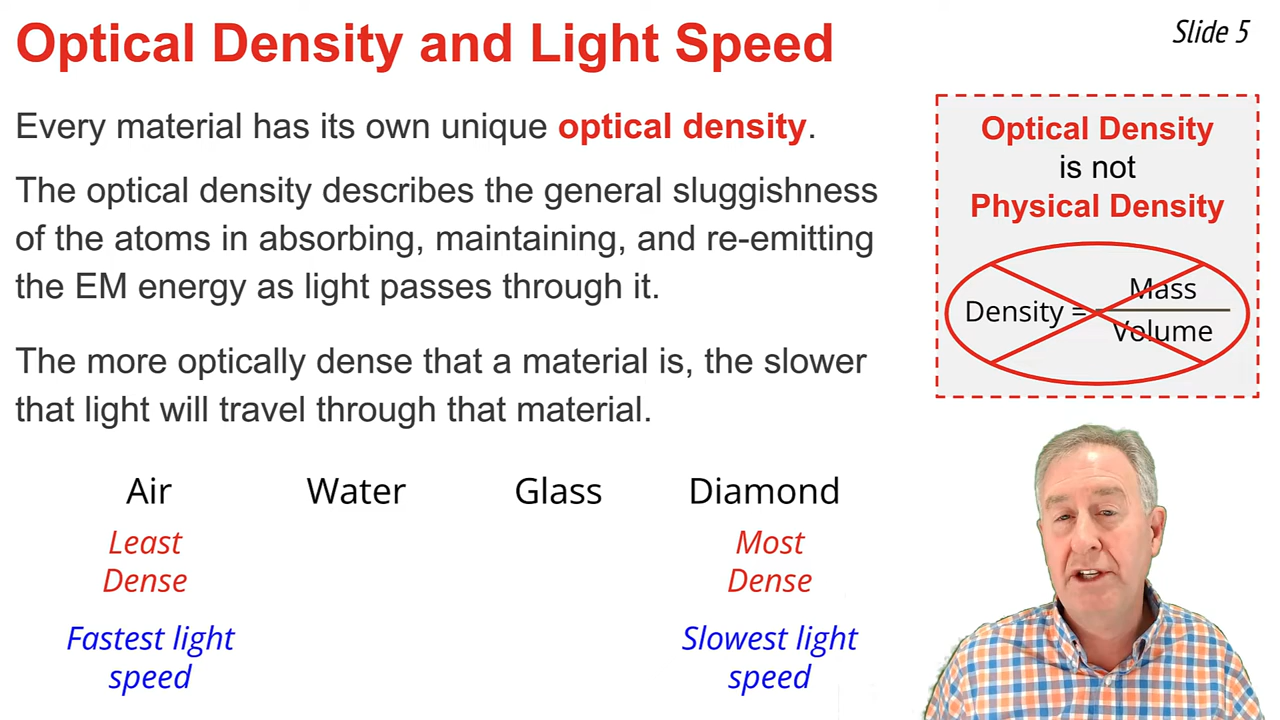 Optical Density and Light Speed
Slide 5
Every material has its own unique optical density.
The optical density describes the general sluggishness
of the atoms in absorbing, maintaining, and re-emitting
the EM energy as light passes through it.
The more optically dense that a material is, the slower
that light will travel through that material.
Optical Density
is not
Physical Density
Density = Mass
Volume
Air Water Glass Diamond
Least Most
Dense Dense
Fastest light Slowest light
speed speed